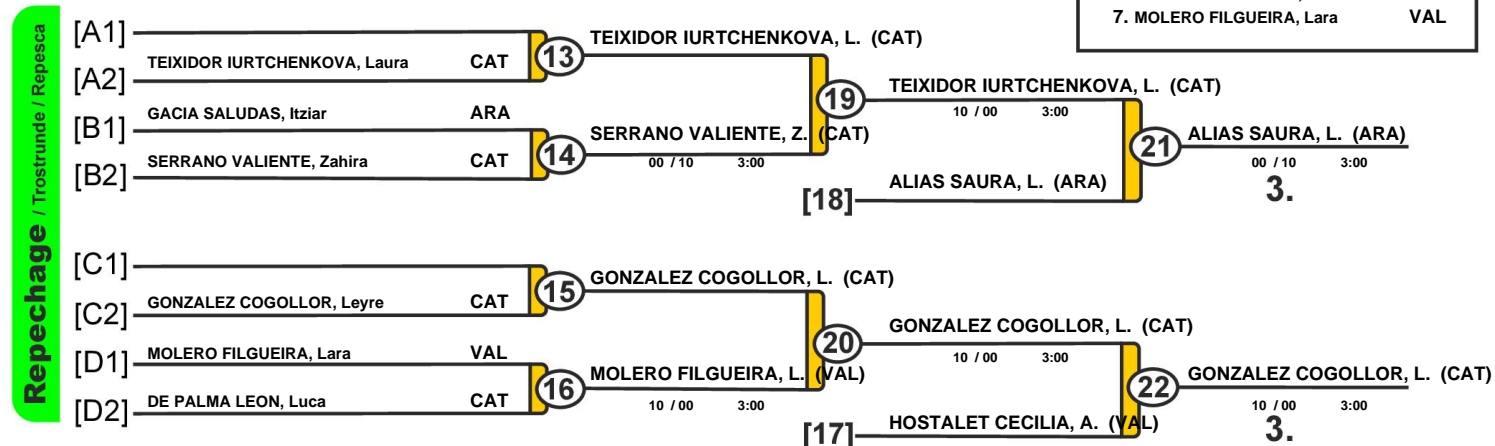 7. MOLERO FILGUEIRA, Lara VAL
Repechage / Trostrunde / Repesca
[A1]
TEIXIDOR IURTCHENKOVA, Laura CAT
[A2]
13
TEIXIDOR IURTCHENKOVA, L. (CAT)
GACIA SALUDAS, Itziar ARA
[B1]
SERRANO VALIENTE, Zahira CAT
[B2]
14
SERRANO VALIENTE, Z. (CAT)
00 / 10 3:00
19
TEIXIDOR IURTCHENKOVA, L. (CAT)
10 / 00 3:00
[18]
ALIAS SAURA, L. (ARA)
21
ALIAS SAURA, L. (ARA)
00 / 10 3:00
3.
[C1]
GONZALEZ COGOLLOR, Leyre CAT
[C2]
15
GONZALEZ COGOLLOR, L. (CAT)
[D1]
MOLERO FILGUEIRA, Lara VAL
DE PALMA LEON, Luca CAT
[D2]
16
MOLERO FILGUEIRA, L. (VAL)
10 / 00 3:00
20
GONZALEZ COGOLLOR, L. (CAT)
10 / 00 3:00
[17]
HOSTALET CECILIA, A. (VAL)
22
GONZALEZ COGOLLOR, L. (CAT)
10 / 00 3:00
3.